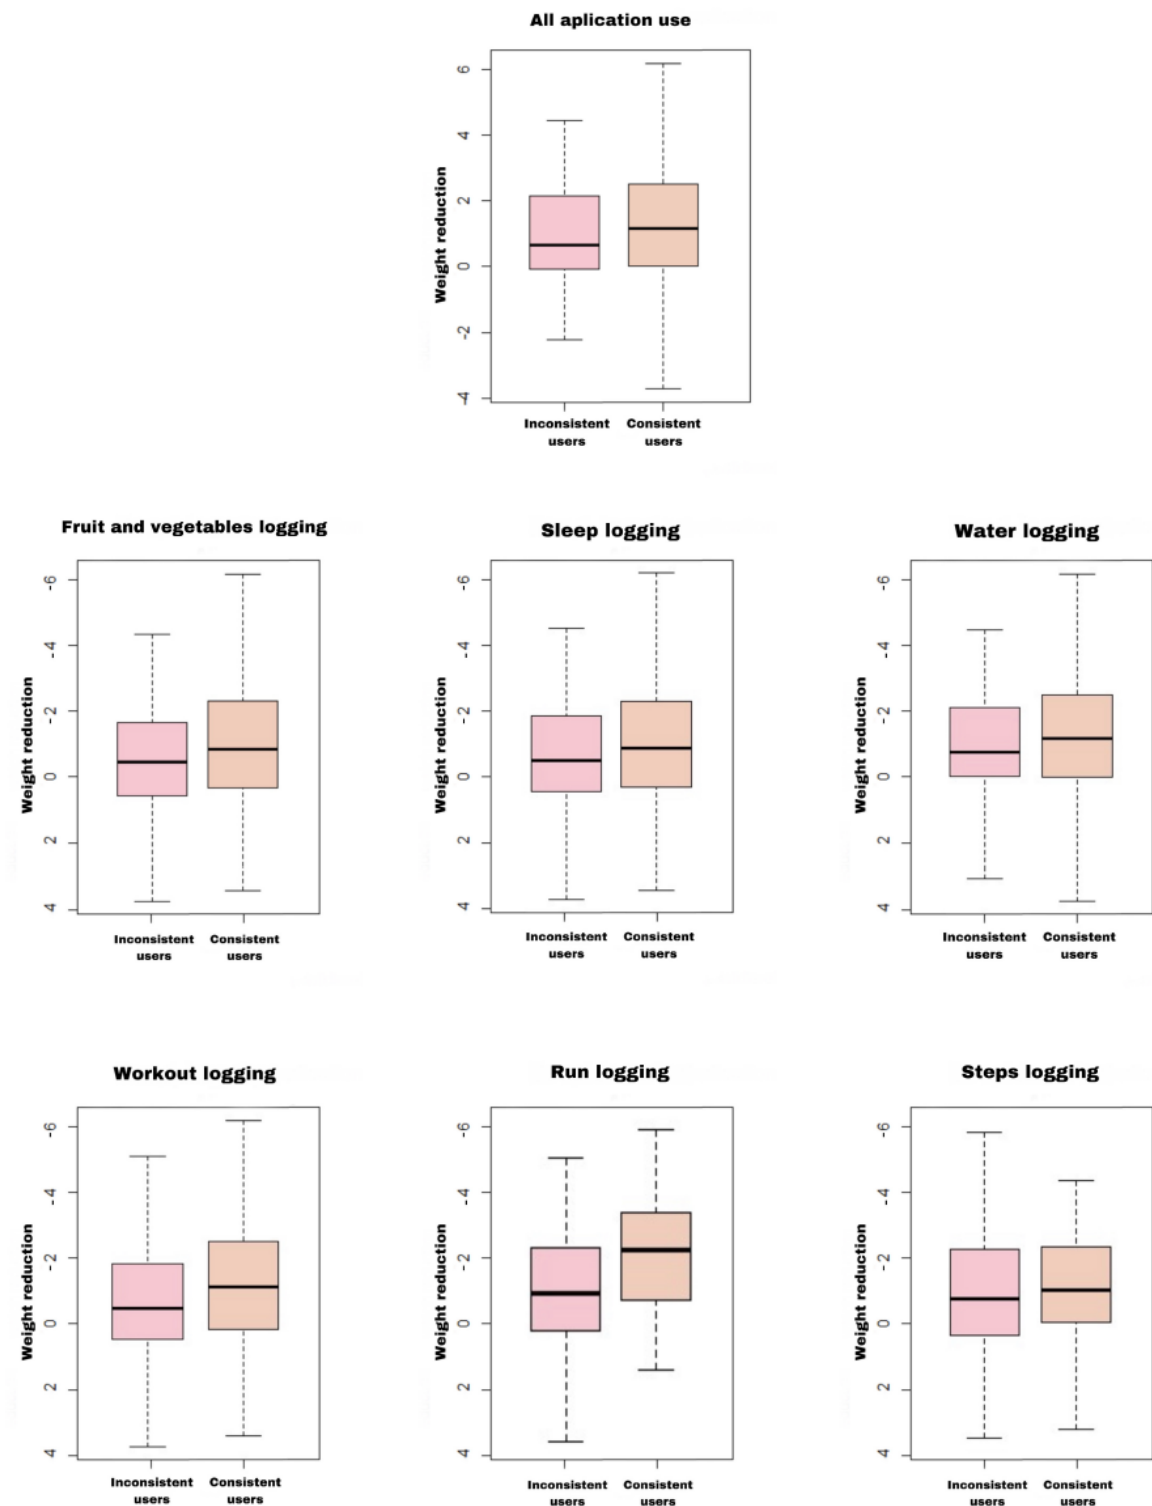 All aplication use
6
4
2
0
-2
-4
Weight reduction
Inconsistent users
Consistent users
Fruit and vegetables logging
-6
-4
-2
0
2
4
Weight reduction
Inconsistent users
Consistent users
Sleep logging
-6
-4
-2
0
2
4
Weight reduction
Inconsistent users
Consistent users
Water logging
-6
-4
-2
0
2
4
Weight reduction
Inconsistent users
Consistent users
Workout logging
-6
-4
-2
0
2
4
Weight reduction
Inconsistent users
Consistent users
Run logging
-6
-4
-2
0
2
4
Weight reduction
Inconsistent users
Consistent users
Steps logging
-6
-4
-2
0
2
4
Weight reduction
Inconsistent users
Consistent users